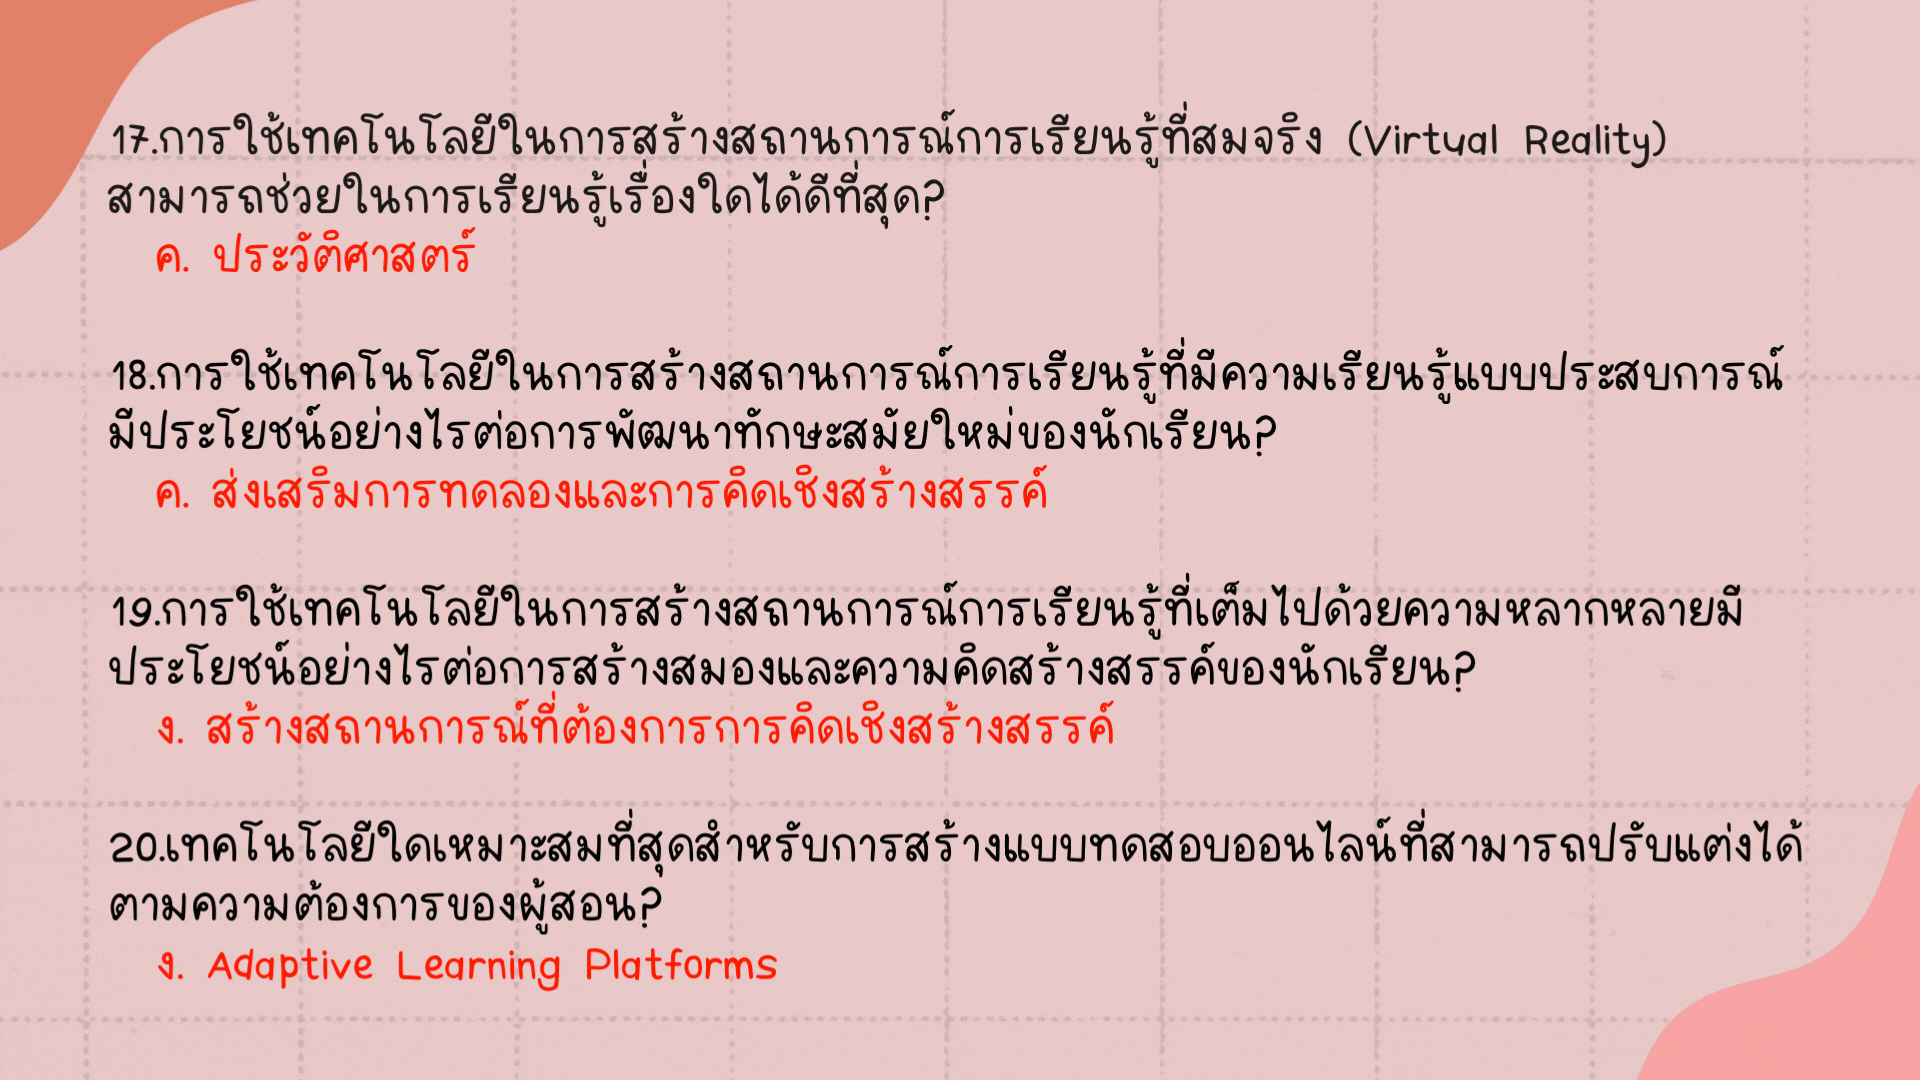 17.การใช้เทคโนโลยีในการสร้างสถานการณ์การเรียนรู้ที่สมจริง (Virtual Reality)
สามารถช่วยในการเรียนรู้เรื่องใดได้ดีที่สุด?
ค. ประวัติศาสตร์
18.การใช้เทคโนโลยีในการสร้างสถานการณ์การเรียนรู้ที่มีความเรียนรู้แบบประสบการณ์
มีประโยชน์อย่างไรต่อการพัฒนาทักษะสมัยใหม่ของนักเรียน?
ค. ส่งเสริมการทดลองและการคิดเชิงสร้างสรรค์
19.การใช้เทคโนโลยีในการสร้างสถานการณ์การเรียนรู้ที่เต็มไปด้วยความหลากหลายมี
ประโยชน์อย่างไรต่อการสร้างสมองและความคิดสร้างสรรค์ของนักเรียน?
ง. สร้างสถานการณ์ที่ต้องการการคิดเชิงสร้างสรรค์
20.เทคโนโลยีใดเหมาะสมที่สุดสำหรับการสร้างแบบทดสอบออนไลน์ที่สามารถปรับแต่งได้
ตามความต้องการของผู้สอน?
ง. Adaptive Learning Platforms